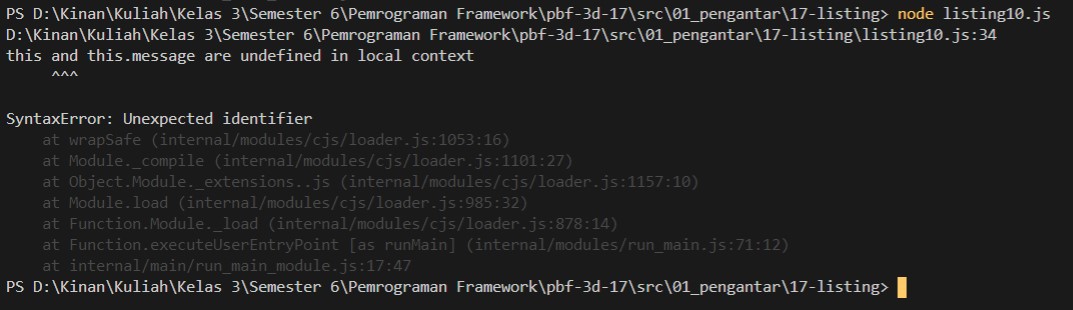 PS D:\Kinan\Kuliah\Kelas 3\Semester 6\Pemrograman Framework\pbf-3d-17\src\01_pengantar\17-listing> node listing10.js
D:\Kinan\Kuliah\Kelas 3\Semester 6\Pemrograman Framework\pbf-3d-17\src\01_pengantar\17-listing\listing10.js:34
this and this.message are undefined in local context
     ^^^
SyntaxError: Unexpected identifier
    at wrapSafe (internal/modules/cjs/loader.js:1053:16)
    at Module._compile (internal/modules/cjs/loader.js:1101:27)
    at Object.Module._extensions..js (internal/modules/cjs/loader.js:1157:10)
    at Module.load (internal/modules/cjs/loader.js:985:32)
    at Function.Module._load (internal/modules/cjs/loader.js:878:14)
    at Function.executeUserEntryPoint [as runMain] (internal/modules/run_main.js:71:12)
    at internal/main/run_main_module.js:17:47
PS D:\Kinan\Kuliah\Kelas 3\Semester 6\Pemrograman Framework\pbf-3d-17\src\01_pengantar\17-listing>